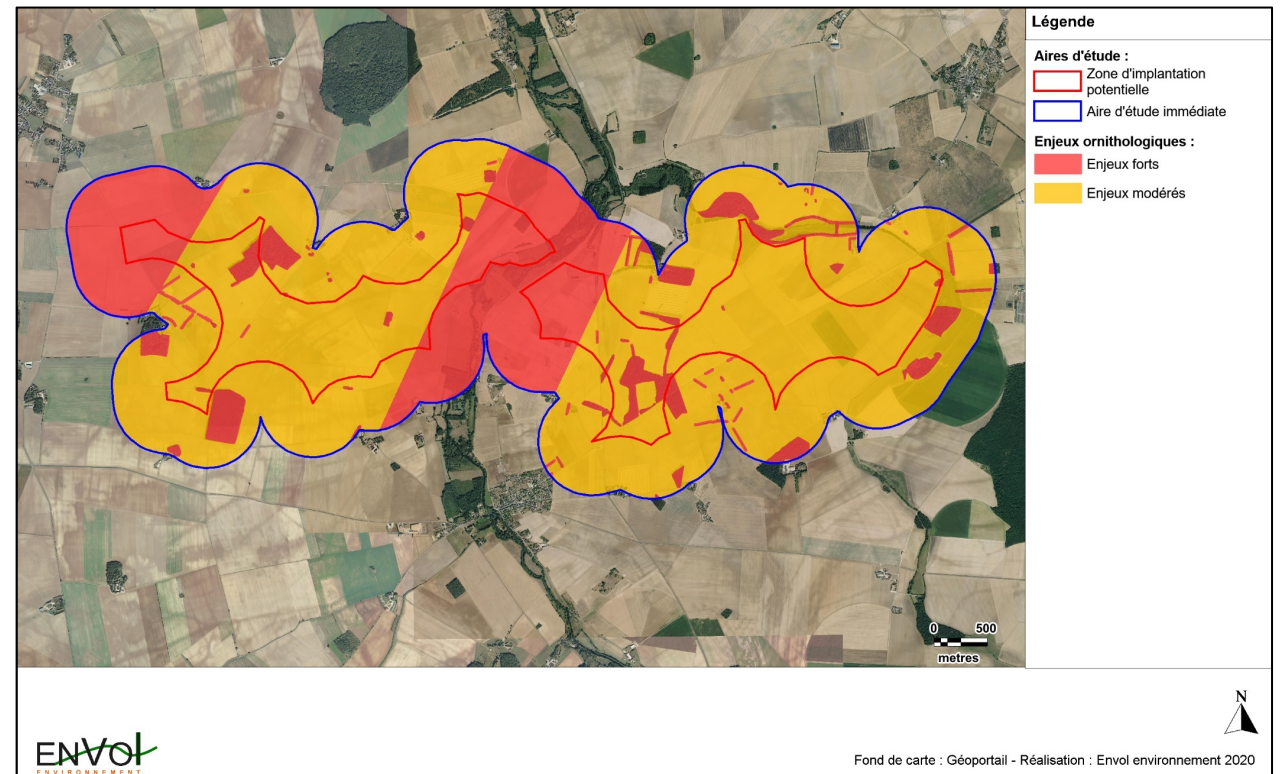 Légende
Aires d'étude :
Zone d'implantation
potentielle
Aire d'étude immédiate
Enjeux ornithologiques :
Enjeux forts
Enjeux modérés
0 500
metres
N
ENVOl
ENVIRONNEMENT
Fond de carte : Géoportail - Réalisation : Envol environnement 2020